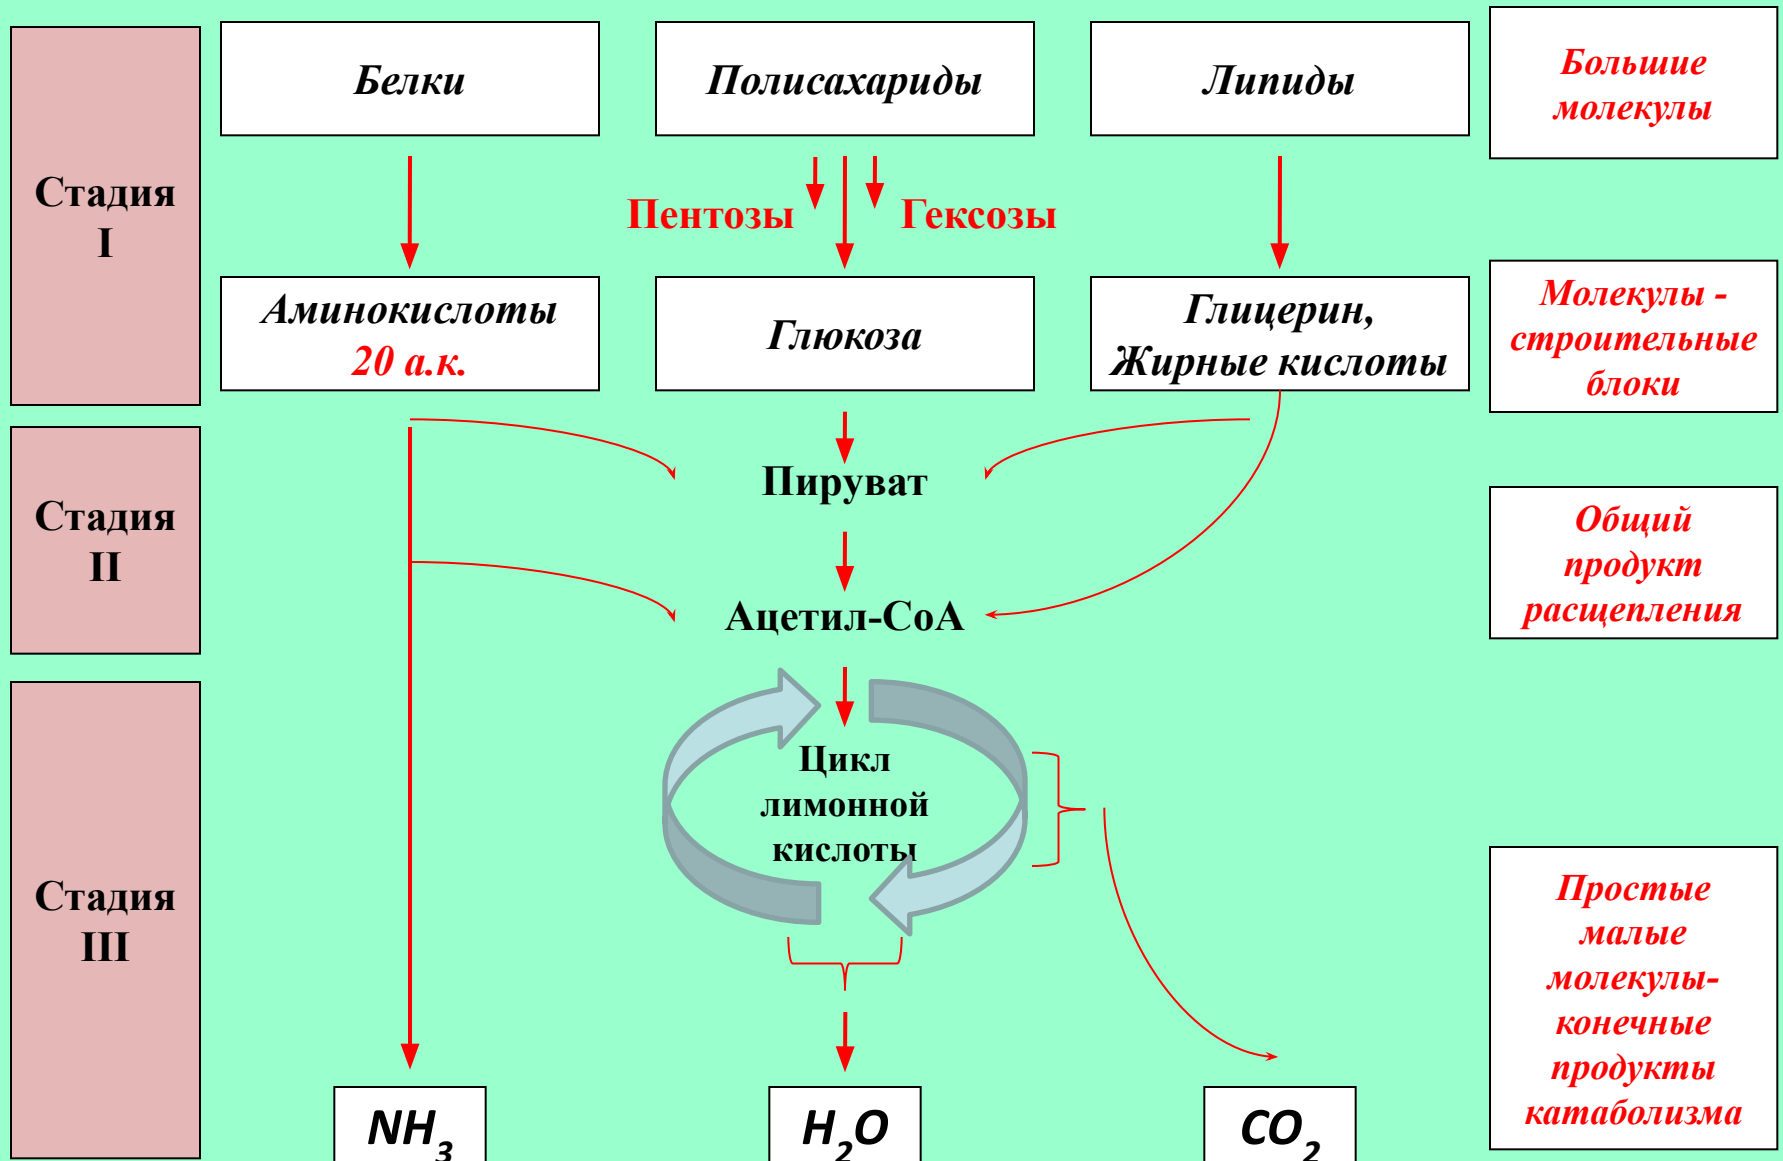 Белки
Полисахариды
Липиды
Большие
молекулы
Стадия
I
Пентозы
Гексозы
Аминокислоты
20 а.к.
Глюкоза
Глицерин,
Жирные кислоты
Молекулы -
строительные
блоки
Стадия
II
Пируват
Ацетил-СоА
Общий
продукт
расщепления
Стадия
III
Цикл
лимонной
кислоты
Простые
малые
молекулы-
конечные
продукты
катаболизма
NH3
H2O
CO2